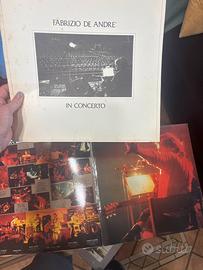 FABRIZIO DE ANDRE'
IN CONCERTO
subito